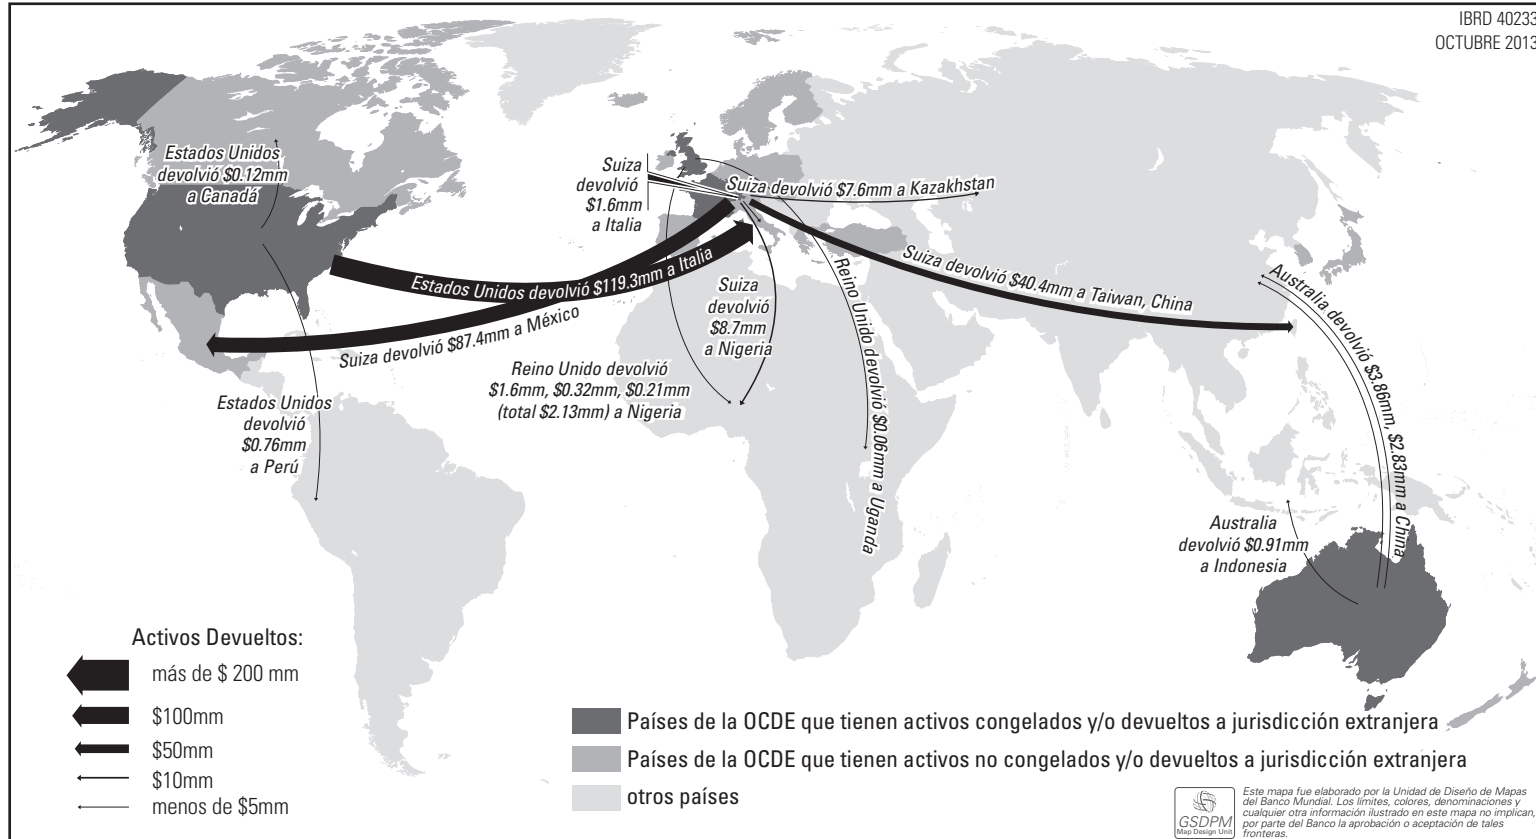 IBRD 40233
OCTUBRE 2013
Estados Unidos
devolvió $0.12mm
a Canadá
Suiza
devolvió
$1.6mm
a Italia
Suiza devolvió $7.6mm a Kazakhstan
Estados Unidos devolvió $119.3mm a Italia
Suiza devolvió $87.4mm a México
Suiza
devolvió
$8.7mm
a Nigeria
Reino Unido devolvió $0.06mm a Uganda
Suiza devolvió $40.4mm a Taiwan, China
Australia devolvió $3.86mm, $2.83mm a China
Reino Unido devolvió
$1.6mm, $0.32mm, $0.21mm
(total $2.13mm) a Nigeria
Estados Unidos
devolvió
$0.76mm
a Perú
Australia
devolvió $0.91mm
a Indonesia
Activos Devueltos:
más de $ 200 mm
$100mm
$50mm
$10mm
menos de $5mm
Países de la OCDE que tienen activos congelados y/o devueltos a jurisdicción extranjera
Países de la OCDE que tienen activos no congelados y/o devueltos a jurisdicción extranjera
otros países
GSDPM
Map Design Unit
Este mapa fue elaborado por la Unidad de Diseño de Mapas
del Banco Mundial. Los límites, colores, denominaciones y
cualquier otra información ilustrado en este mapa no implican,
por parte del Banco la aprobación o aceptación de tales
fronteras.